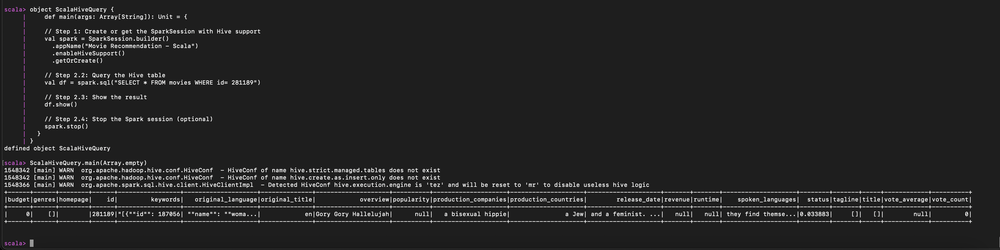 scala> object ScalaHiveQuery {
     |     def main(args: Array[String]): Unit = {
     |
     |     // Step 1: Create or get the SparkSession with Hive support
     |     val spark = SparkSession.builder()
     |       .appName("Movie Recommendation – Scala")
     |       .enableHiveSupport()
     |       .getOrCreate()
     |
     |     // Step 2.2: Query the Hive table
     |     val df = spark.sql("SELECT * FROM movies WHERE id= 281189")
     |
     |     // Step 2.3: Show the result
     |     df.show()
     |
     |     // Step 2.4: Stop the Spark session (optional)
     |     spark.stop()
     |   }
     | }
defined object ScalaHiveQuery

[scala> ScalaHiveQuery.main(Array.empty)
1548342 [main] WARN  org.apache.hadoop.hive.conf.HiveConf  – HiveConf of name hive.strict.managed.tables does not exist
1548342 [main] WARN  org.apache.hadoop.hive.conf.HiveConf  – HiveConf of name hive.create.as.insert.only does not exist
1548366 [main] WARN  org.apache.spark.sql.hive.client.HiveClientImpl  – Detected HiveConf hive.execution.engine is 'tez' and will be reset to 'mr' to disable useless hive logic
+------+------+--------+------+-----------------+--------------------+--------------+--------------------+----------+--------------------+--------------------+--------------------+-------+-------+--------------------+--------+-------+-----+------------+----------+
|budget|genres|homepage|    id|         keywords|   original_language|original_title|            overview|popularity|production_companies|production_countries|        release_date|revenue|runtime|    spoken_languages|  status|tagline|title|vote_average|vote_count|
+------+------+--------+------+-----------------+--------------------+--------------+--------------------+----------+--------------------+--------------------+--------------------+-------+-------+--------------------+--------+-------+-----+------------+----------+
|     0|    []|        |281189|"[{""id"": 187056| ""name"": ""woma...|            en|Gory Gory Hallelujah|      null|   a bisexual hippie|               a Jew| and a feminist. ...|   null|   null| they find themse...|0.033883|     []|   []|        null|         0|
+------+------+--------+------+-----------------+--------------------+--------------+--------------------+----------+--------------------+--------------------+--------------------+-------+-------+--------------------+--------+-------+-----+------------+----------+

scala>